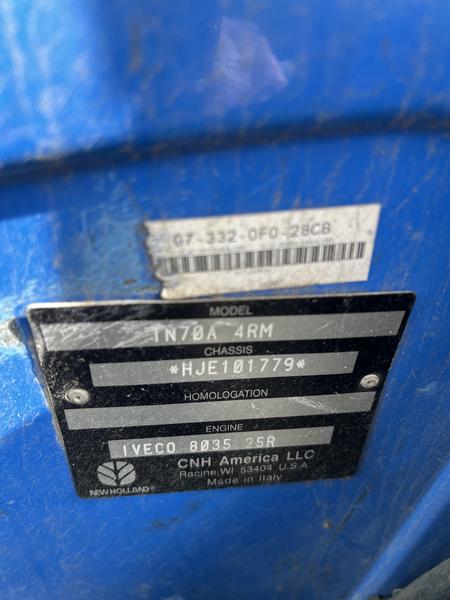 07-332-0F0-28CB
MODEL
TN70A 4RM
CHASSIS
*HJE101779*
HOMOLOGATION
ENGINE
IVECO 8035.25R
CNH America LLC
Racine, WI 53404 U.S.A
Made in Italy
NEW HOLLAND®